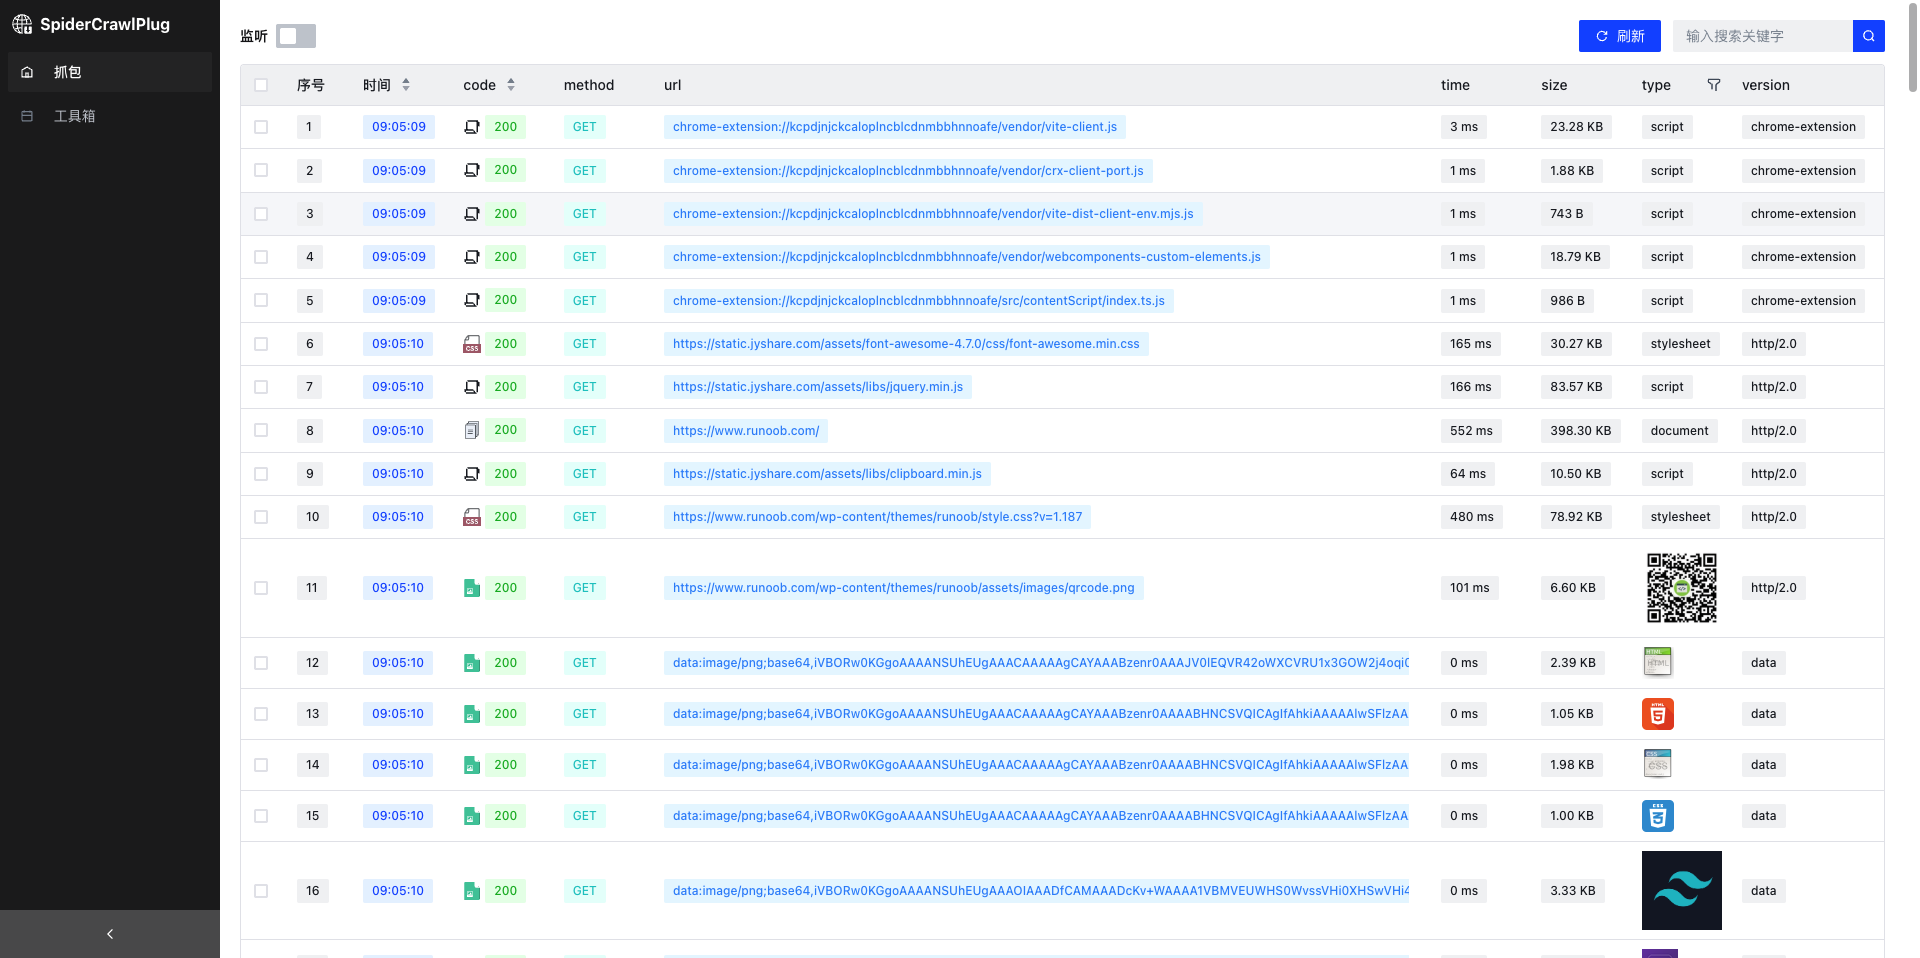 SpiderCrawlPlug
抓包
工具箱
监听
刷新
输入搜索关键字
序号 时间 code method url time size type version
1 09:05:09 200 GET chrome-extension://kcpdjnjckcaloplncblcdnmbbhnnoafe/vendor/vite-client.js 3 ms 23.28 KB script chrome-extension
2 09:05:09 200 GET chrome-extension://kcpdjnjckcaloplncblcdnmbbhnnoafe/vendor/crx-client-port.js 1 ms 1.88 KB script chrome-extension
3 09:05:09 200 GET chrome-extension://kcpdjnjckcaloplncblcdnmbbhnnoafe/vendor/vite-dist-client-env.mjs.js 1 ms 743 B script chrome-extension
4 09:05:09 200 GET chrome-extension://kcpdjnjckcaloplncblcdnmbbhnnoafe/vendor/webcomponents-custom-elements.js 1 ms 18.79 KB script chrome-extension
5 09:05:09 200 GET chrome-extension://kcpdjnjckcaloplncblcdnmbbhnnoafe/src/contentScript/index.ts.js 1 ms 986 B script chrome-extension
6 09:05:10 CSS 200 GET https://static.jyshare.com/assets/font-awesome-4.7.0/css/font-awesome.min.css 165 ms 30.27 KB stylesheet http/2.0
7 09:05:10 200 GET https://static.jyshare.com/assets/libs/jquery.min.js 166 ms 83.57 KB script http/2.0
8 09:05:10 200 GET https://www.runoob.com/ 552 ms 398.30 KB document http/2.0
9 09:05:10 200 GET https://static.jyshare.com/assets/libs/clipboard.min.js 64 ms 10.50 KB script http/2.0
10 09:05:10 CSS 200 GET https://www.runoob.com/wp-content/themes/runoob/style.css?v=1.187 480 ms 78.92 KB stylesheet http/2.0
11 09:05:10 200 GET https://www.runoob.com/wp-content/themes/runoob/assets/images/qrcode.png 101 ms 6.60 KB http/2.0
12 09:05:10 200 GET data:image/png;base64,iVBORw0KGgoAAAANSUhEUgAAACAAAAAgCAYAAABzenr0AAAJV0lEQVR42oWXCVRU1x3GOW2j4oqi0 0 ms 2.39 KB HTML HTML data
13 09:05:10 200 GET data:image/png;base64,iVBORw0KGgoAAAANSUhEUgAAACAAAAAgCAYAAABzenr0AAAABHNCSVQICAgIfAhkiAAAAAlwSFlzAA 0 ms 1.05 KB HTML 5 data
14 09:05:10 200 GET data:image/png;base64,iVBORw0KGgoAAAANSUhEUgAAACAAAAAgCAYAAABzenr0AAAABHNCSVQICAgIfAhkiAAAAAlwSFlzAA 0 ms 1.98 KB CSS CSS data
15 09:05:10 200 GET data:image/png;base64,iVBORw0KGgoAAAANSUhEUgAAACAAAAAgCAYAAABzenr0AAAABHNCSVQICAgIfAhkiAAAAAlwSFlzAA 0 ms 1.00 KB CSS 3 data
16 09:05:10 200 GET data:image/png;base64,iVBORw0KGgoAAAANSUhEUgAAAOIAAADfCAMAAADcKv+WAAAA1VBMVEUWHS0WvssVHi0XHSwVHi4 0 ms 3.33 KB data